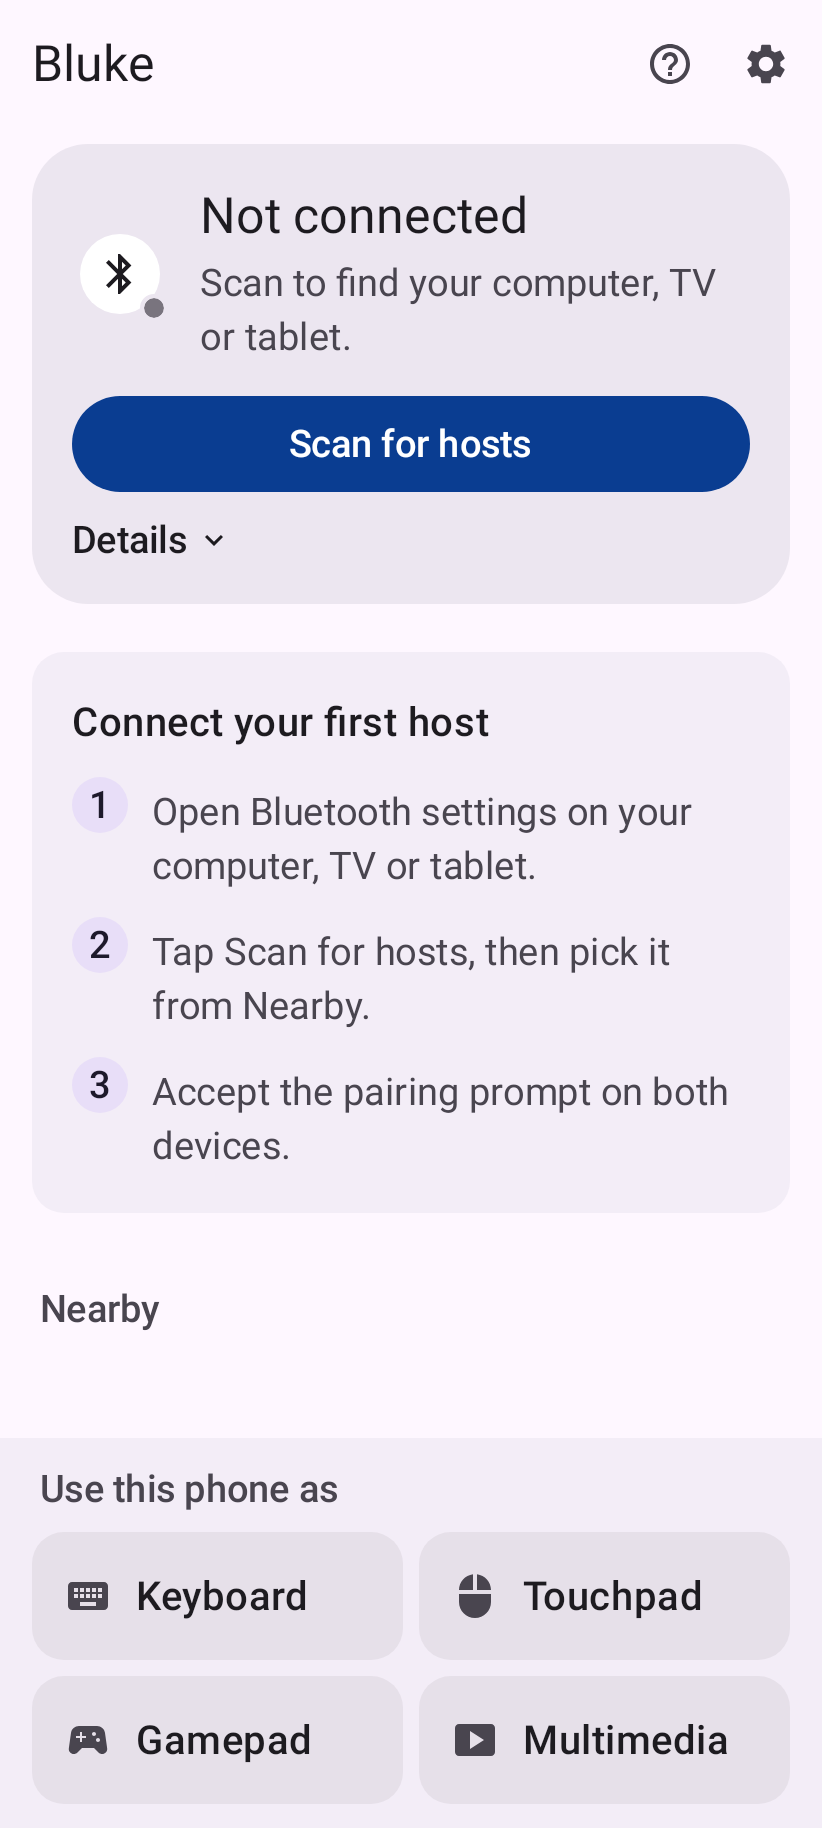 Bluke
Not connected
Scan to find your computer, TV
or tablet.
Scan for hosts
Details
Connect your first host
1
Open Bluetooth settings on your
computer, TV or tablet.
2
Tap Scan for hosts, then pick it
from Nearby.
3
Accept the pairing prompt on both
devices.
Nearby
Use this phone as
Keyboard
Touchpad
Gamepad
Multimedia